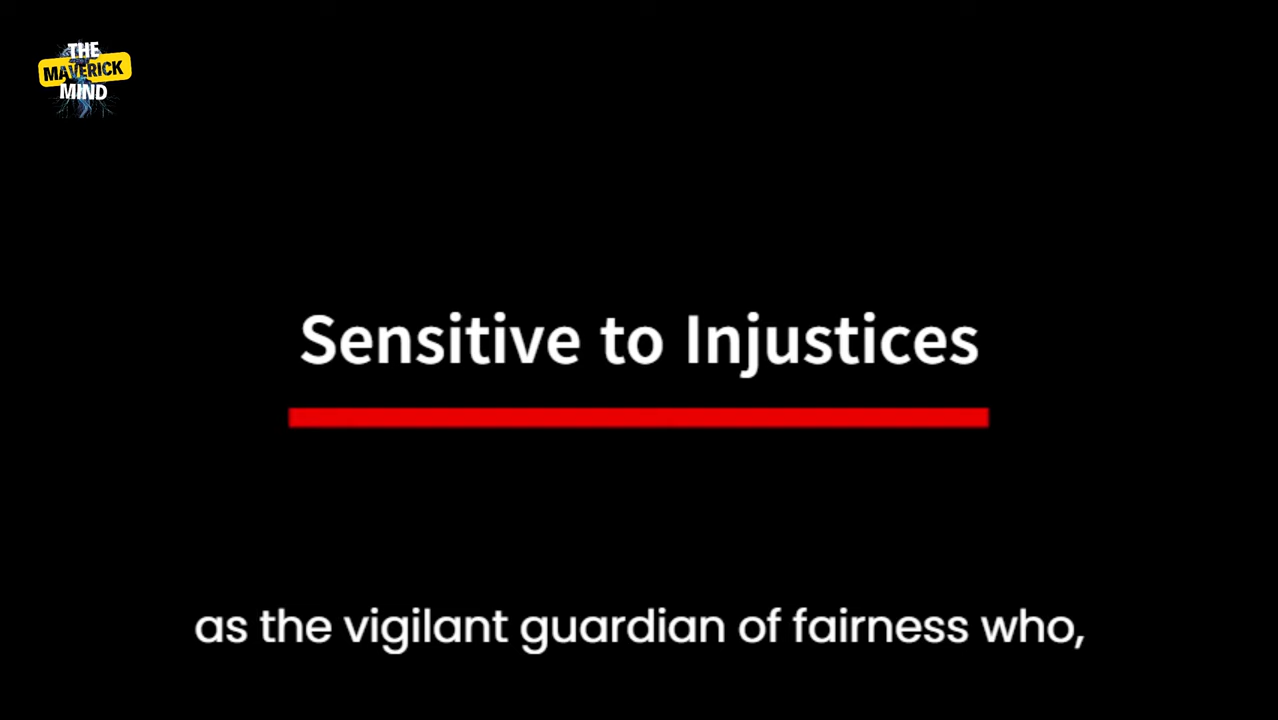 THE
MAVERICK
MIND
Sensitive to Injustices
as the vigilant guardian of fairness who,